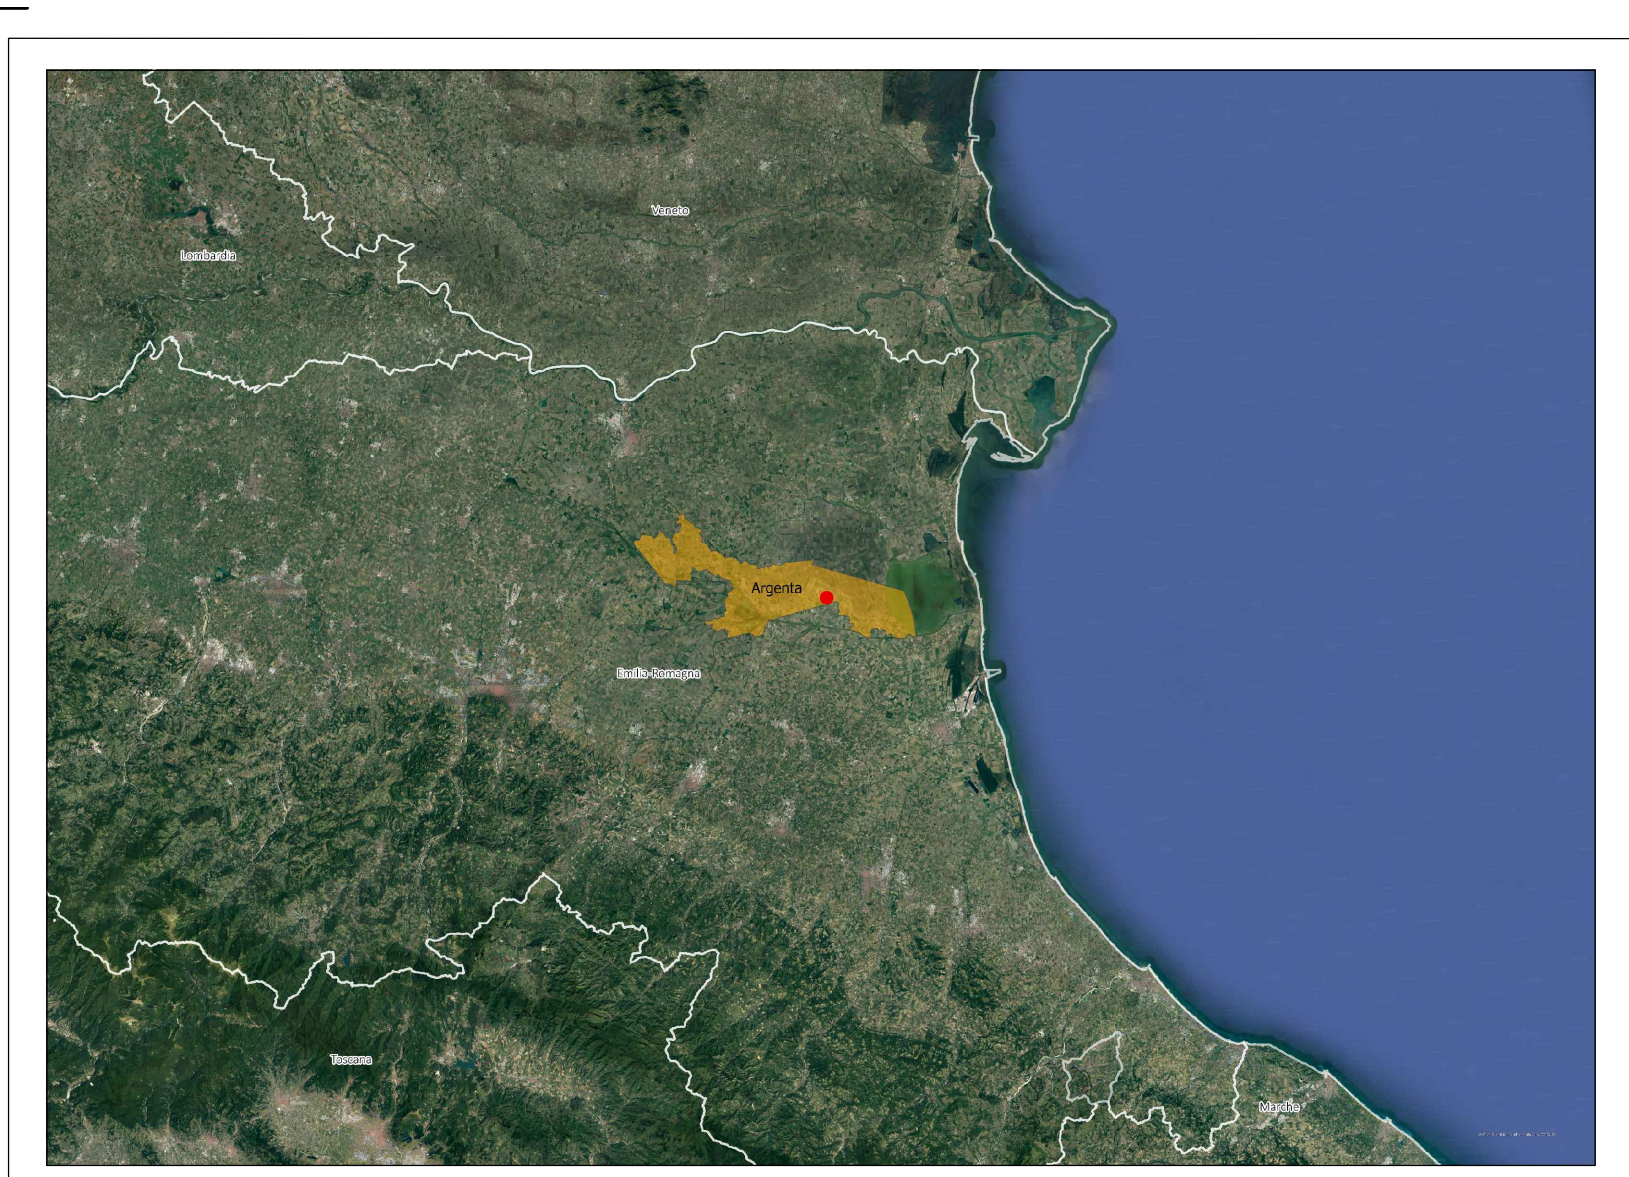 Veneto
Lombardia
Argenta
Emilia-Romagna
Toscana
Marche